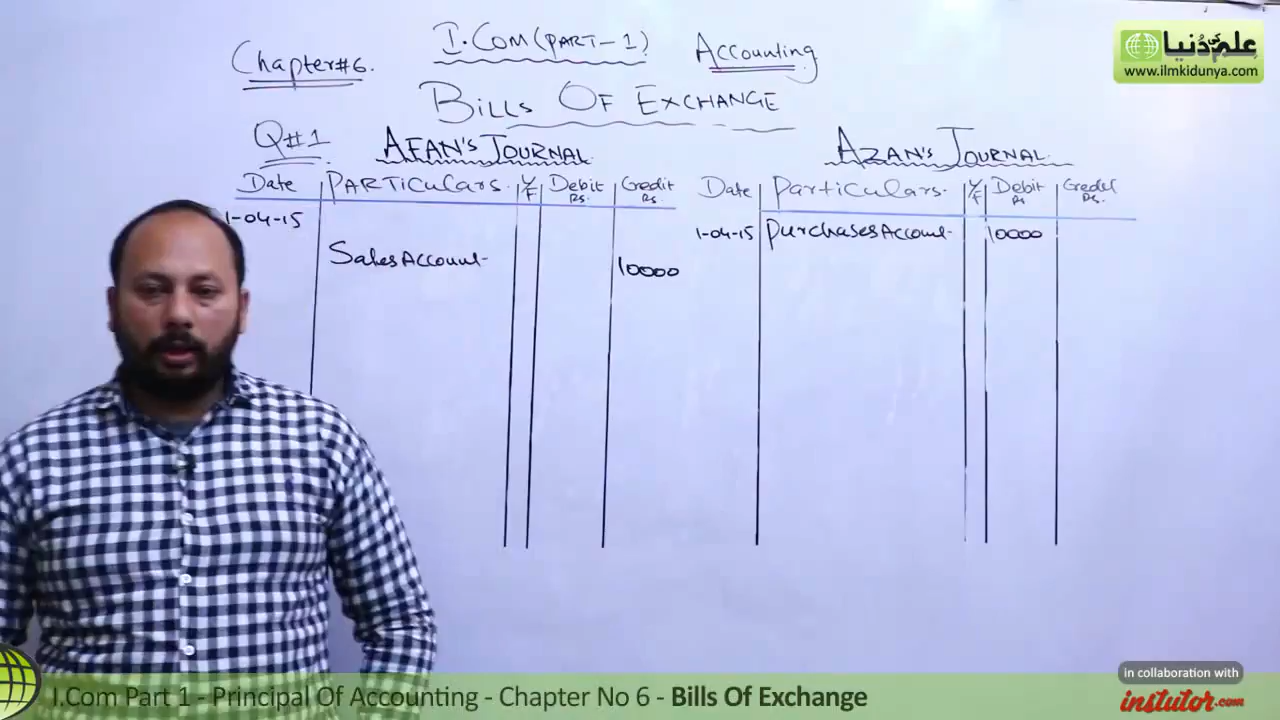 I.COM (PART-1)
Accounting
Chapter#6.
BILLS OF EXCHANGE
Q#1
AFAN'S JOURNAL
AZAN'S JOURNAL
Date PARTICULARS. V/F Debit Rs. Credit Rs.
Date Particulars. V/F Debit Rs Credit Rs.
1-04-15
1-04-15 Purchases Account 10000
Sales Account 10000
علم کی دُنیا
www.ilmkidunya.com
in collaboration with
instutor.com
I.Com Part 1 - Principal Of Accounting - Chapter No 6 - Bills Of Exchange